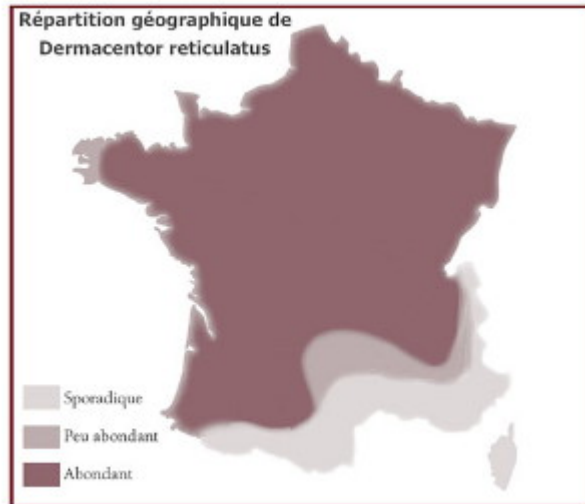 Répartition géographique de
Dermacentor reticulatus
Sporadique
Peu abondant
Abondant